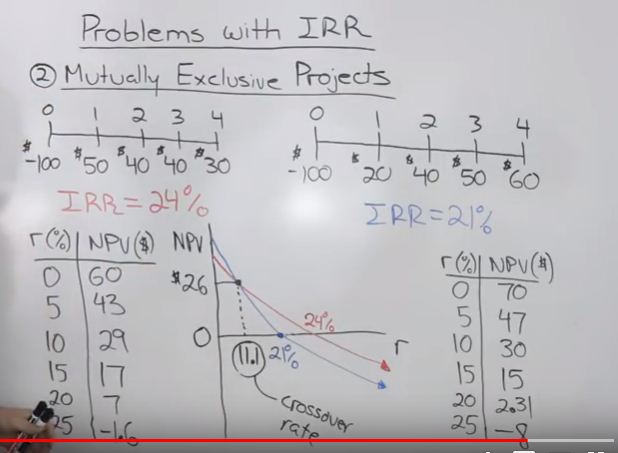 Problems with IRR
② Mutually Exclusive Projects
0 1 2 3 4
$-100 $50 $40 $40 $30
IRR = 24%
r(%) NPV($)
0 60
5 43
10 29
15 17
20 7
25 -1.6
NPV
$26
0
24%
21%
r
11.1
crossover
rate
0 1 2 3 4
$-100 $20 $40 $50 $60
IRR = 21%
r(%) NPV($)
0 70
5 47
10 30
15 15
20 2.31
25 -8